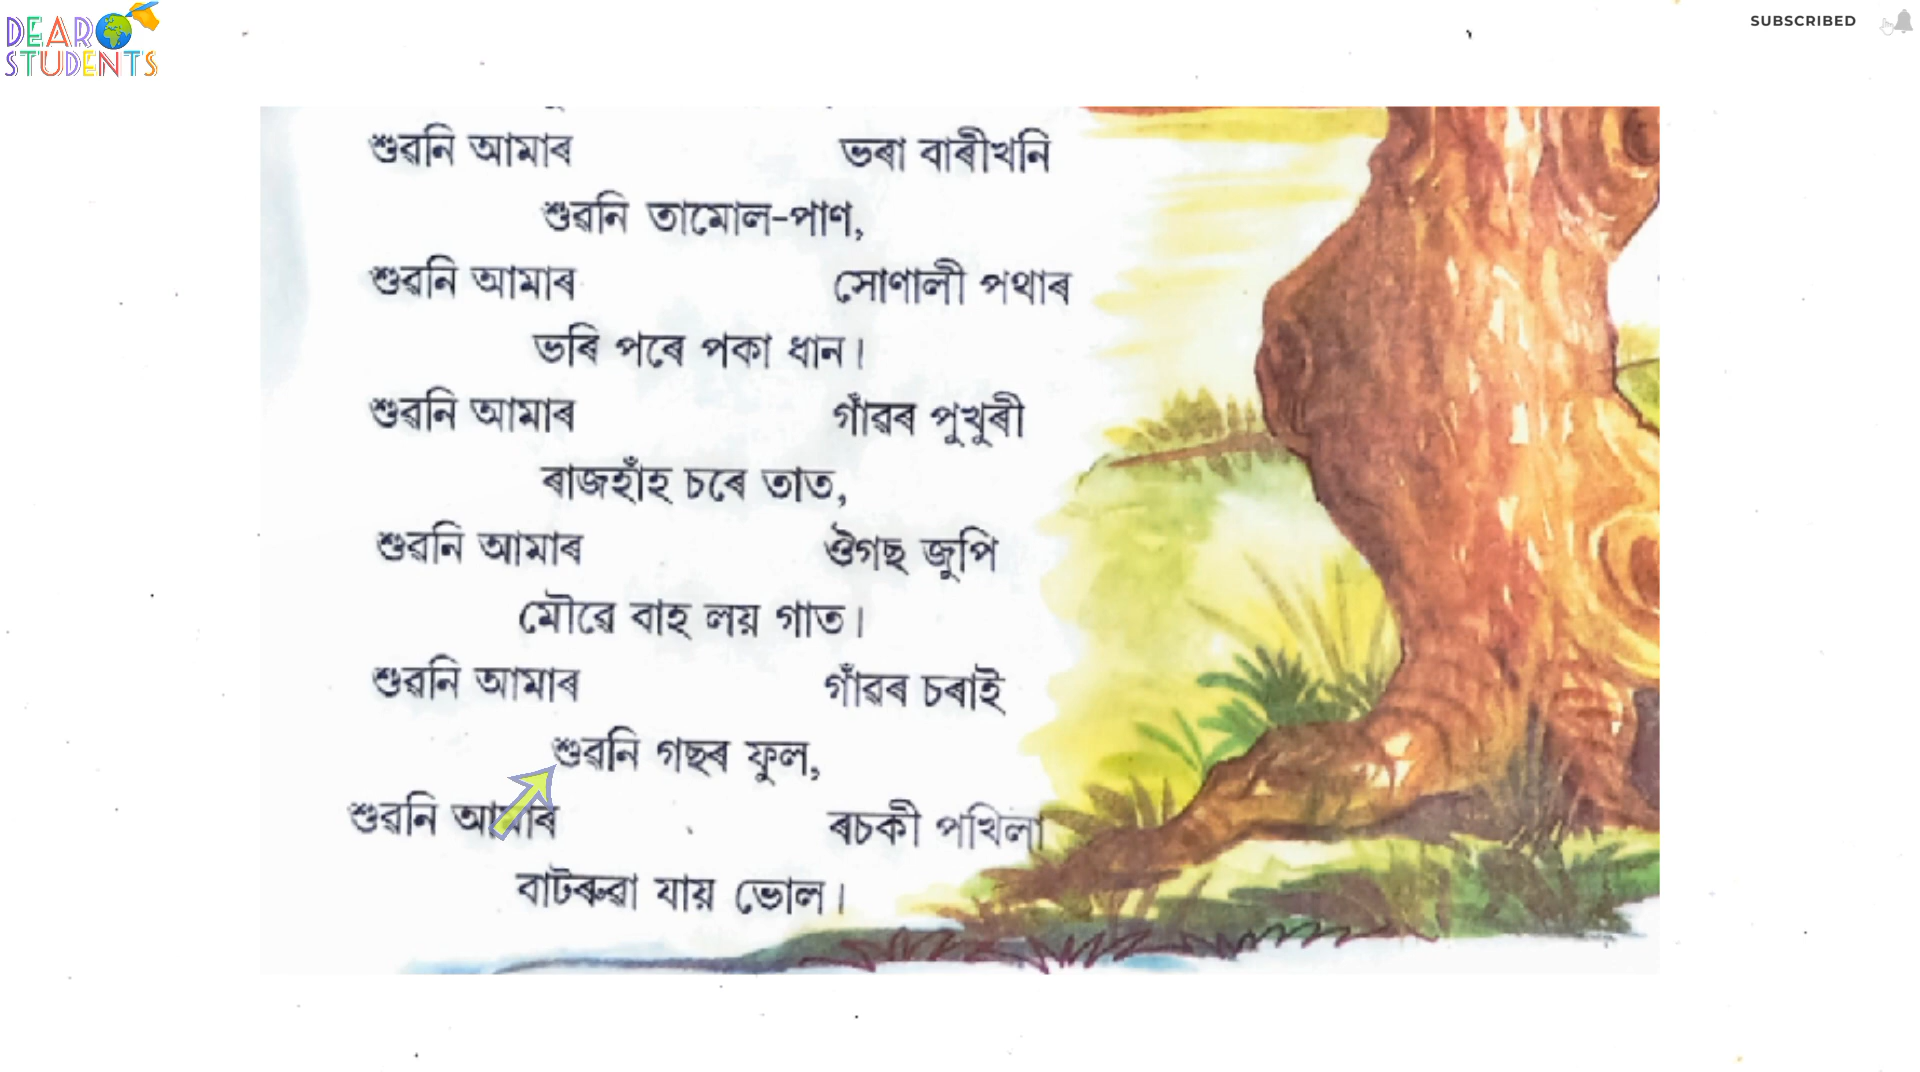 DEAR
STUDENTS
SUBSCRIBED
শুৱনি আমাৰ ভৰা বাৰীখনি
শুৱনি তামোল-পাণ,
শুৱনি আমাৰ সোণালী পথাৰ
ভৰি পৰে পকা ধান।
শুৱনি আমাৰ গাঁৱৰ পুখুৰী
ৰাজহাঁহ চৰে তাত,
শুৱনি আমাৰ ঔগছ জুপি
মৌৱে বাহ লয় গাত।
শুৱনি আমাৰ গাঁৱৰ চৰাই
শুৱনি গছৰ ফুল,
শুৱনি আমাৰ ৰচকী পখিলা
বাটৰুৱা যায় ভোল।